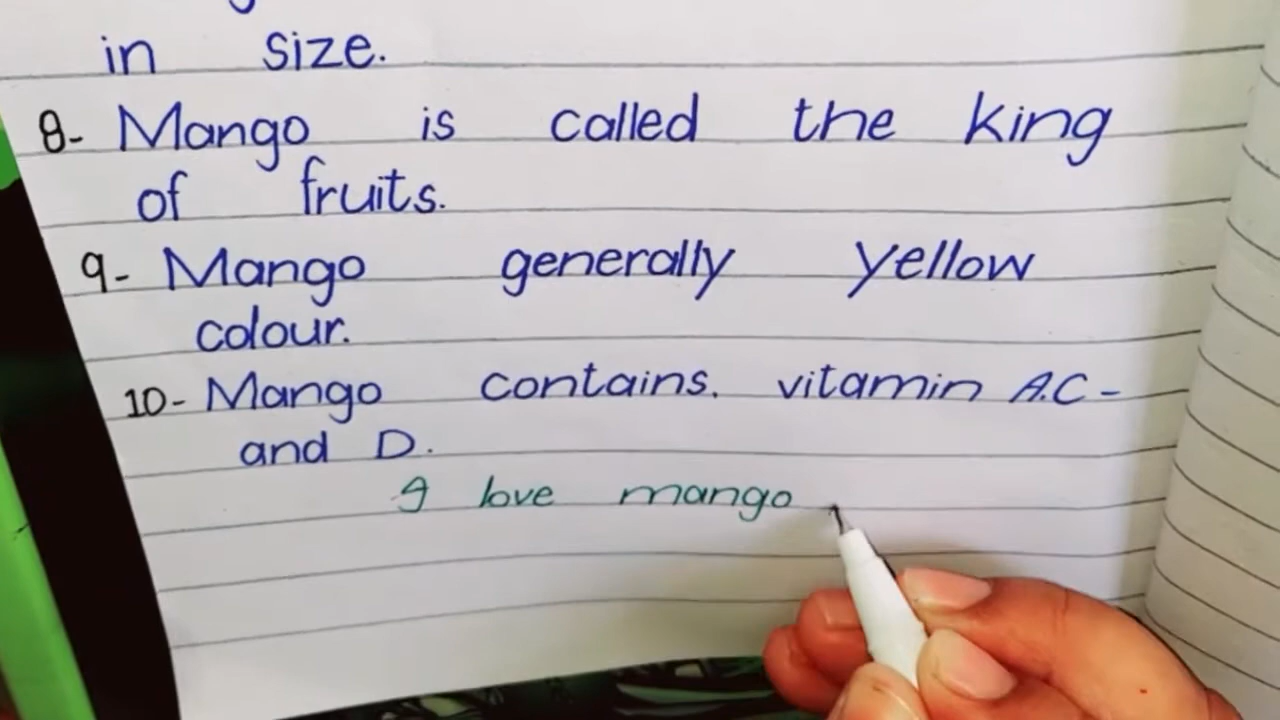 in size.
8- Mango is called the king
of fruits.
9- Mango generally yellow
colour.
10- Mango contains. vitamin A.C -
and D.
I love mango